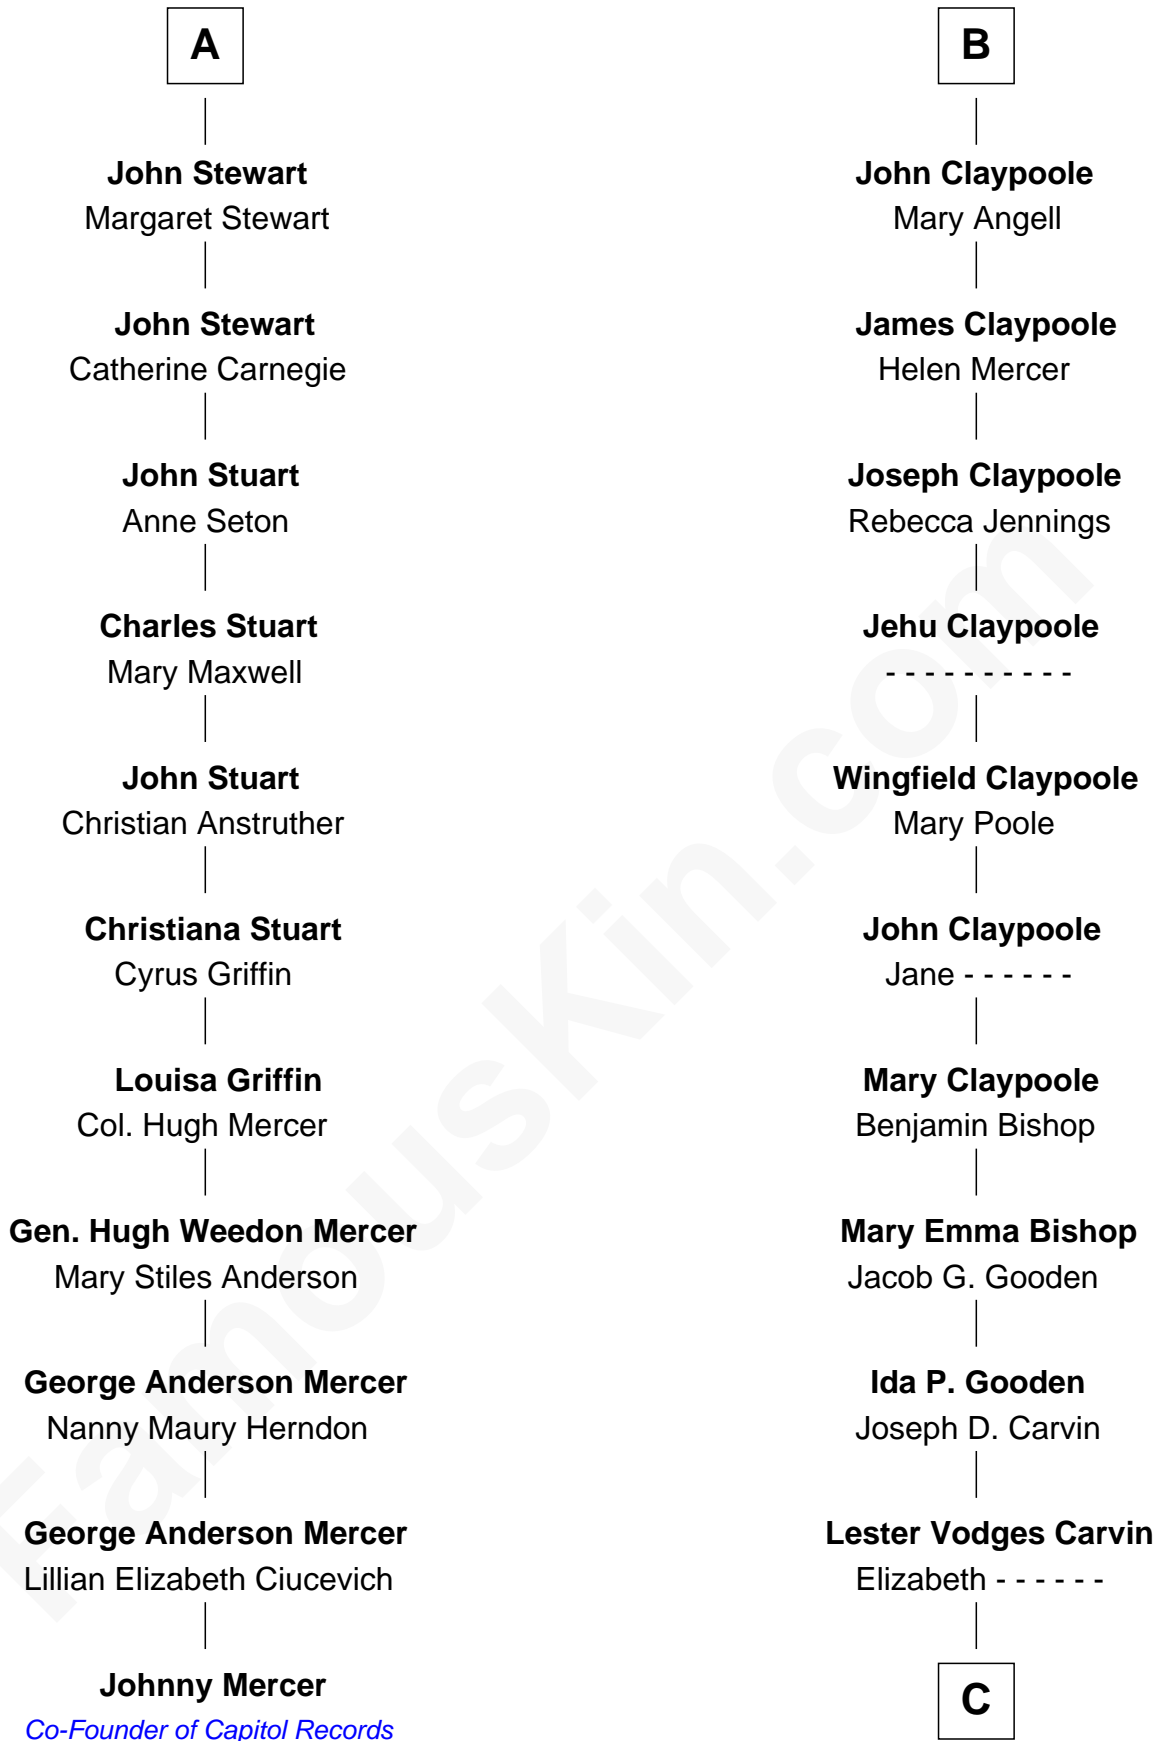 A
John Stewart
Margaret Stewart
John Stewart
Catherine Carnegie
John Stuart
Anne Seton
Charles Stuart
Mary Maxwell
John Stuart
Christian Anstruther
Christiana Stuart
Cyrus Griffin
Louisa Griffin
Col. Hugh Mercer
Gen. Hugh Weedon Mercer
Mary Stiles Anderson
George Anderson Mercer
Nanny Maury Herndon
George Anderson Mercer
Lillian Elizabeth Ciucevich
Johnny Mercer
Co-Founder of Capitol Records
B
John Claypoole
Mary Angell
James Claypoole
Helen Mercer
Joseph Claypoole
Rebecca Jennings
Jehu Claypoole
- - - - - - - - - -
Wingfield Claypoole
Mary Poole
John Claypoole
Jane - - - - - -
Mary Claypoole
Benjamin Bishop
Mary Emma Bishop
Jacob G. Gooden
Ida P. Gooden
Joseph D. Carvin
Lester Vodges Carvin
Elizabeth - - - - - -
C
FamousKin.com